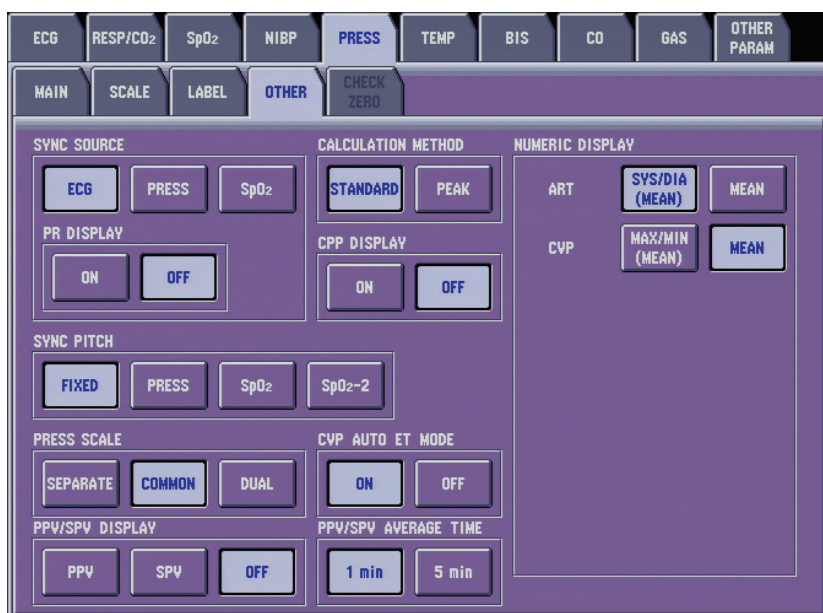 ECG RESP/CO₂ SpO₂ NIBP PRESS TEMP BIS CO GAS OTHER PARAM
MAIN SCALE LABEL OTHER CHECK ZERO
SYNC SOURCE
ECG PRESS SpO₂
PR DISPLAY
ON OFF
CALCULATION METHOD
STANDARD PEAK
CPP DISPLAY
ON OFF
NUMERIC DISPLAY
ART SYS/DIA (MEAN) MEAN
CVP MAX/MIN (MEAN) MEAN
SYNC PITCH
FIXED PRESS SpO₂ SpO₂-2
PRESS SCALE
SEPARATE COMMON DUAL
CVP AUTO ET MODE
ON OFF
PPV/SPV DISPLAY
PPV SPV OFF
PPV/SPV AVERAGE TIME
1 min 5 min